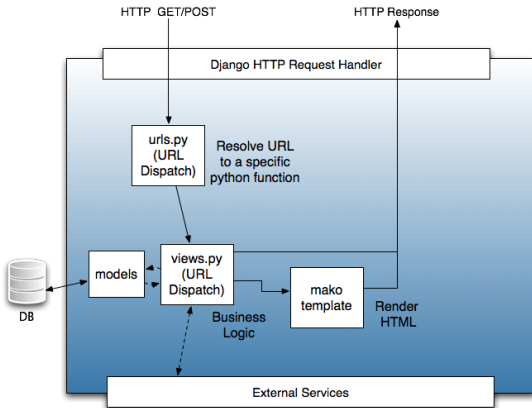 HTTP GET/POST
HTTP Response
Django HTTP Request Handler
urls.py
(URL
Dispatch)
Resolve URL
to a specific
python function
models
views.py
(URL
Dispatch)
DB
Business
Logic
mako
template
Render
HTML
External Services